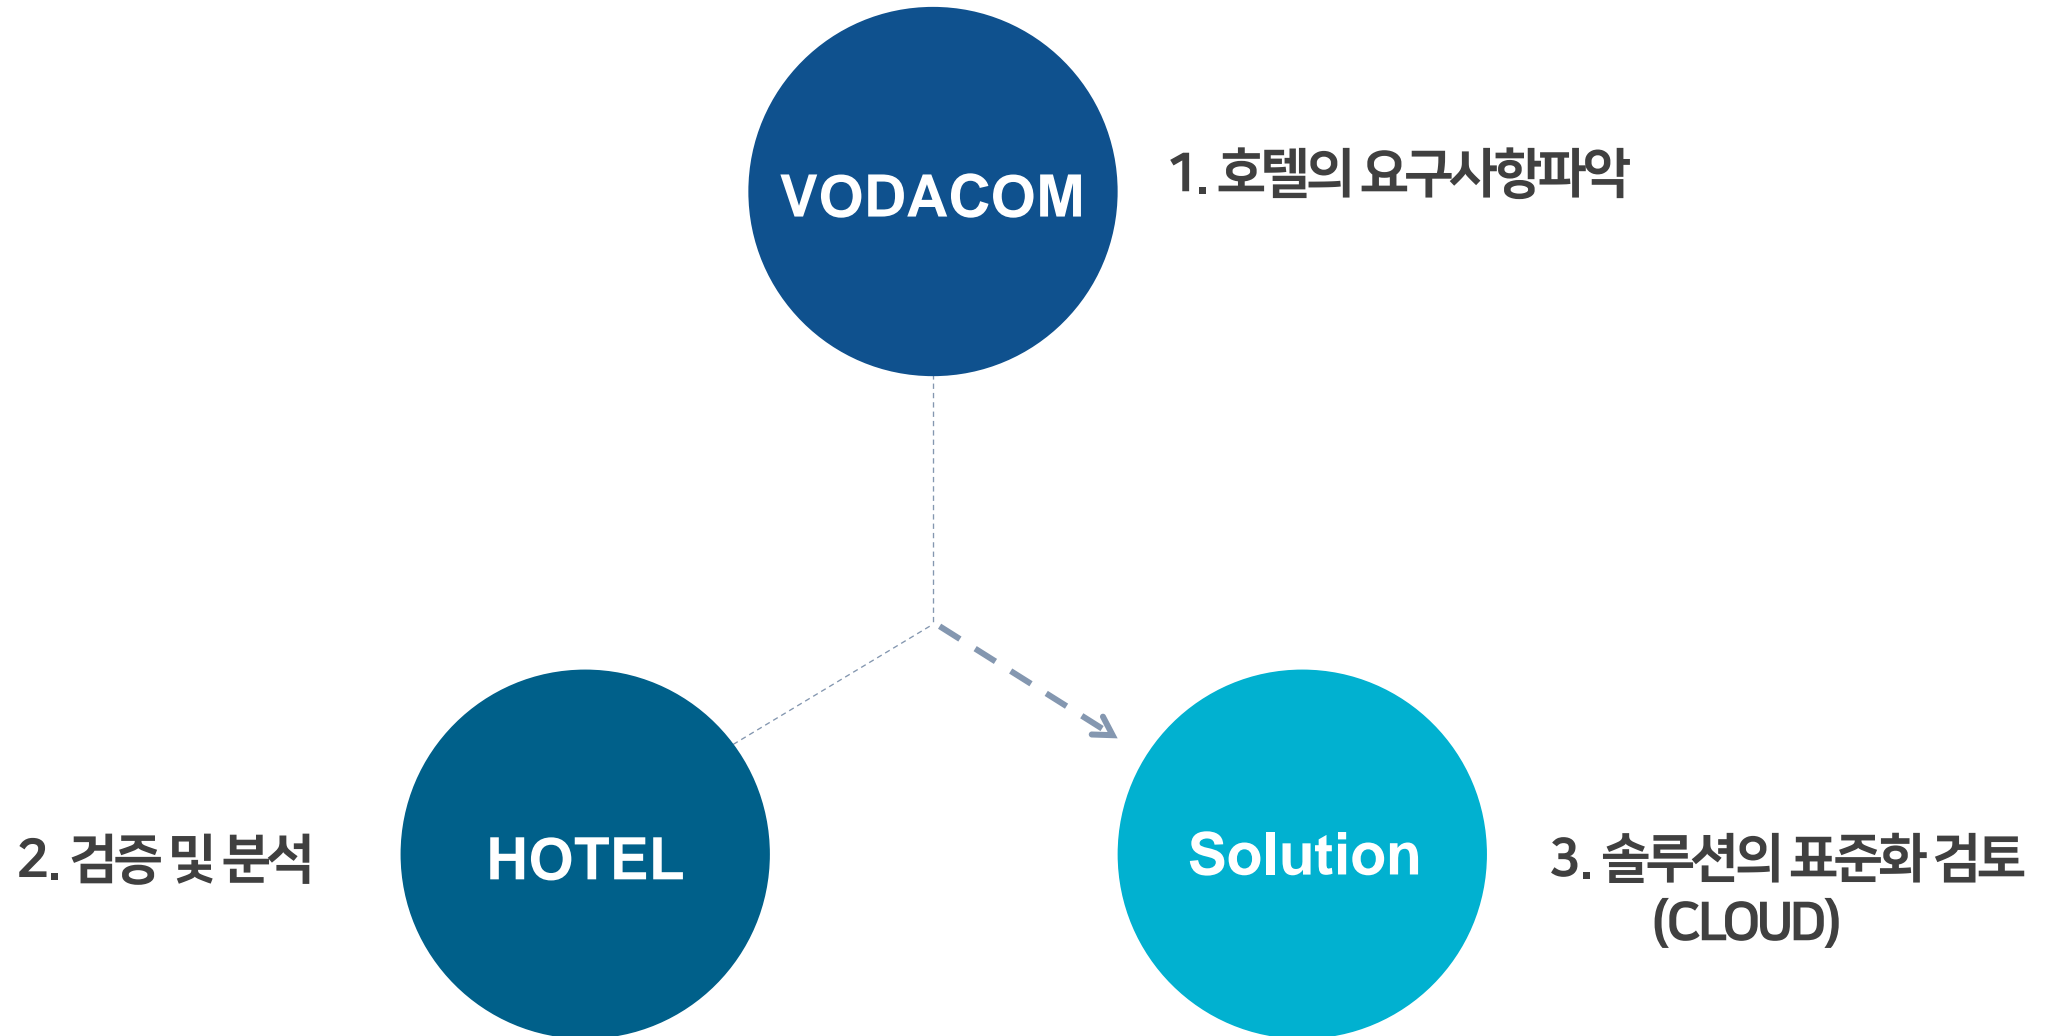 VODACOM
1. 호텔의 요구사항파악
HOTEL
2. 검증 및 분석
Solution
3. 솔루션의 표준화 검토
(CLOUD)